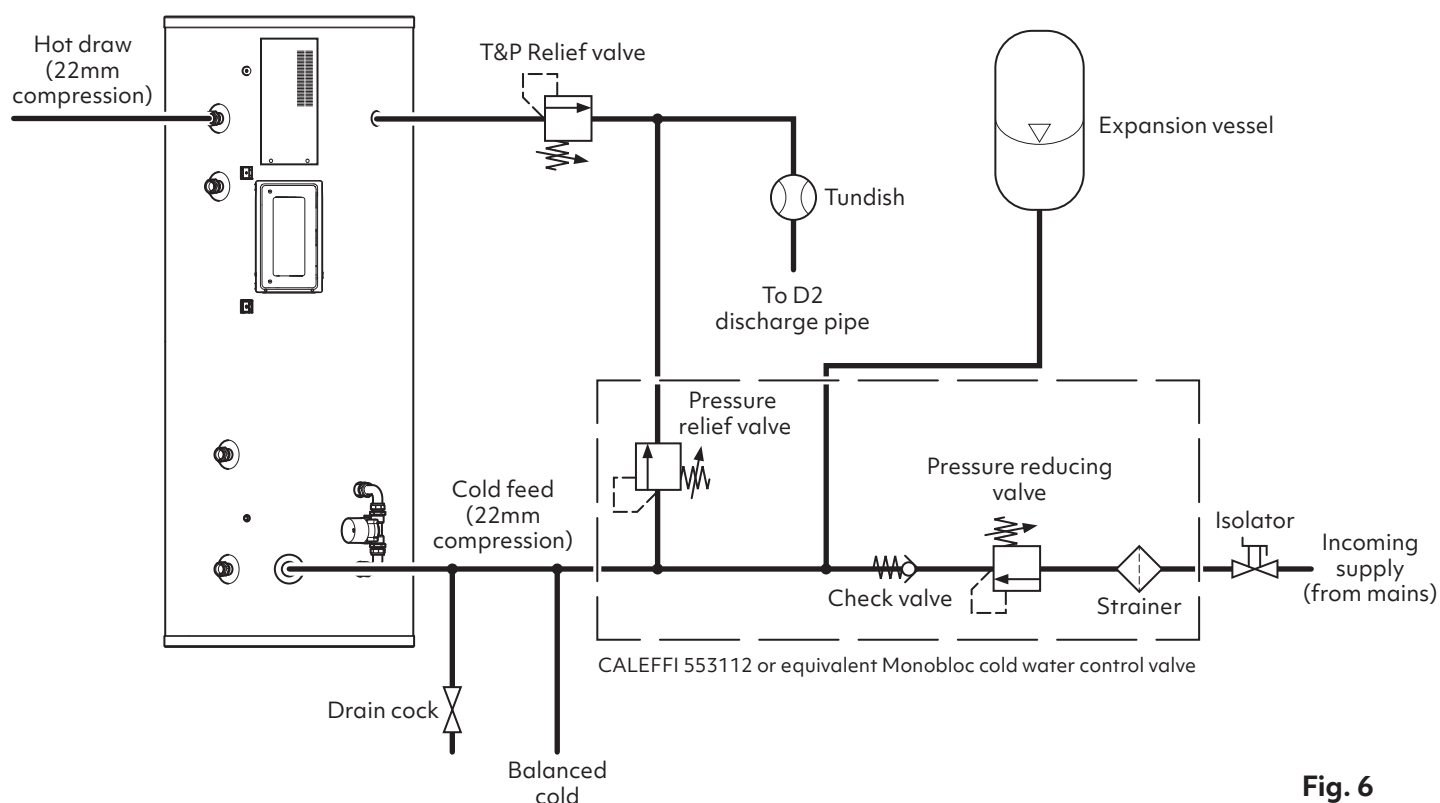 Hot draw
(22mm
compression)
T&P Relief valve
Expansion vessel
Tundish
To D2
discharge pipe
Pressure
relief valve
Pressure reducing
valve
Cold feed
(22mm
compression)
Isolator
Incoming
supply
(from mains)
Check valve
Strainer
CALEFFI 553112 or equivalent Monobloc cold water control valve
Drain cock
Balanced
cold
Fig. 6